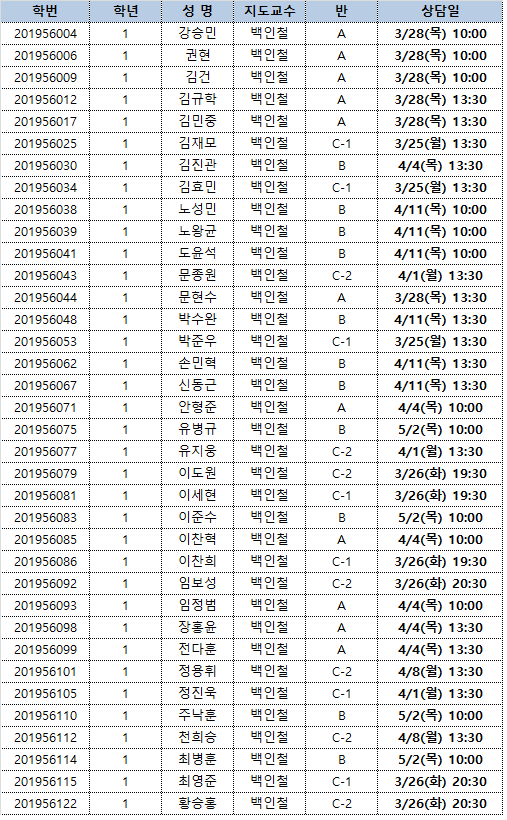 학번 학년 성 명 지도교수 반 상담일
201956004 1 강승민 백인철 A 3/28(목) 10:00
201956006 1 권현 백인철 A 3/28(목) 10:00
201956009 1 김건 백인철 A 3/28(목) 10:00
201956012 1 김규학 백인철 A 3/28(목) 13:30
201956017 1 김민중 백인철 A 3/28(목) 13:30
201956025 1 김재모 백인철 C-1 3/25(월) 13:30
201956030 1 김진관 백인철 B 4/4(목) 13:30
201956034 1 김효민 백인철 C-1 3/25(월) 13:30
201956038 1 노성민 백인철 B 4/11(목) 10:00
201956039 1 노왕균 백인철 B 4/11(목) 10:00
201956041 1 도윤석 백인철 B 4/11(목) 10:00
201956043 1 문종원 백인철 C-2 4/1(월) 13:30
201956044 1 문현수 백인철 A 3/28(목) 13:30
201956048 1 박수완 백인철 B 4/11(목) 13:30
201956053 1 박준우 백인철 C-1 3/25(월) 13:30
201956062 1 손민혁 백인철 B 4/11(목) 13:30
201956067 1 신동근 백인철 B 4/11(목) 13:30
201956071 1 안형준 백인철 A 4/4(목) 10:00
201956075 1 유병규 백인철 B 5/2(목) 10:00
201956077 1 유지웅 백인철 C-2 4/1(월) 13:30
201956079 1 이도원 백인철 C-2 3/26(화) 19:30
201956081 1 이세현 백인철 C-1 3/26(화) 19:30
201956083 1 이준수 백인철 B 5/2(목) 10:00
201956085 1 이찬혁 백인철 A 4/4(목) 10:00
201956086 1 이찬희 백인철 C-1 3/26(화) 19:30
201956092 1 임보성 백인철 C-2 3/26(화) 20:30
201956093 1 임정범 백인철 A 4/4(목) 10:00
201956098 1 장홍윤 백인철 A 4/4(목) 13:30
201956099 1 전다훈 백인철 A 4/4(목) 13:30
201956101 1 정용휘 백인철 C-2 4/8(월) 13:30
201956105 1 정진욱 백인철 C-1 4/1(월) 13:30
201956110 1 주낙훈 백인철 B 5/2(목) 10:00
201956112 1 천희승 백인철 C-2 4/8(월) 13:30
201956114 1 최병훈 백인철 B 5/2(목) 10:00
201956115 1 최영준 백인철 C-1 3/26(화) 20:30
201956122 1 황승홍 백인철 C-2 3/26(화) 20:30